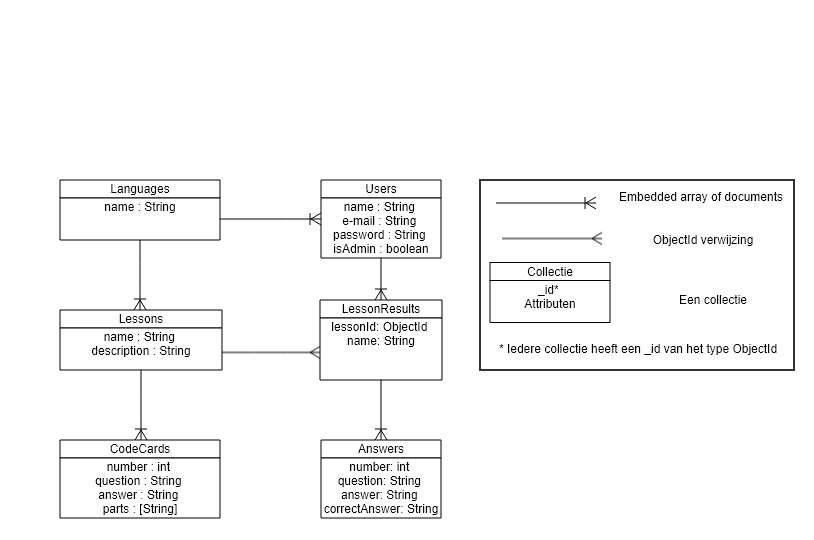 Languages
name : String
Users
name : String
e-mail : String
password : String
isAdmin : boolean
Lessons
name : String
description : String
LessonResults
lessonId: ObjectId
name: String
CodeCards
number : int
question : String
answer : String
parts : [String]
Answers
number: int
question: String
answer: String
correctAnswer: String
Embedded array of documents
ObjectId verwijzing
Collectie
_id*
Attributen
Een collectie
* Iedere collectie heeft een _id van het type ObjectId